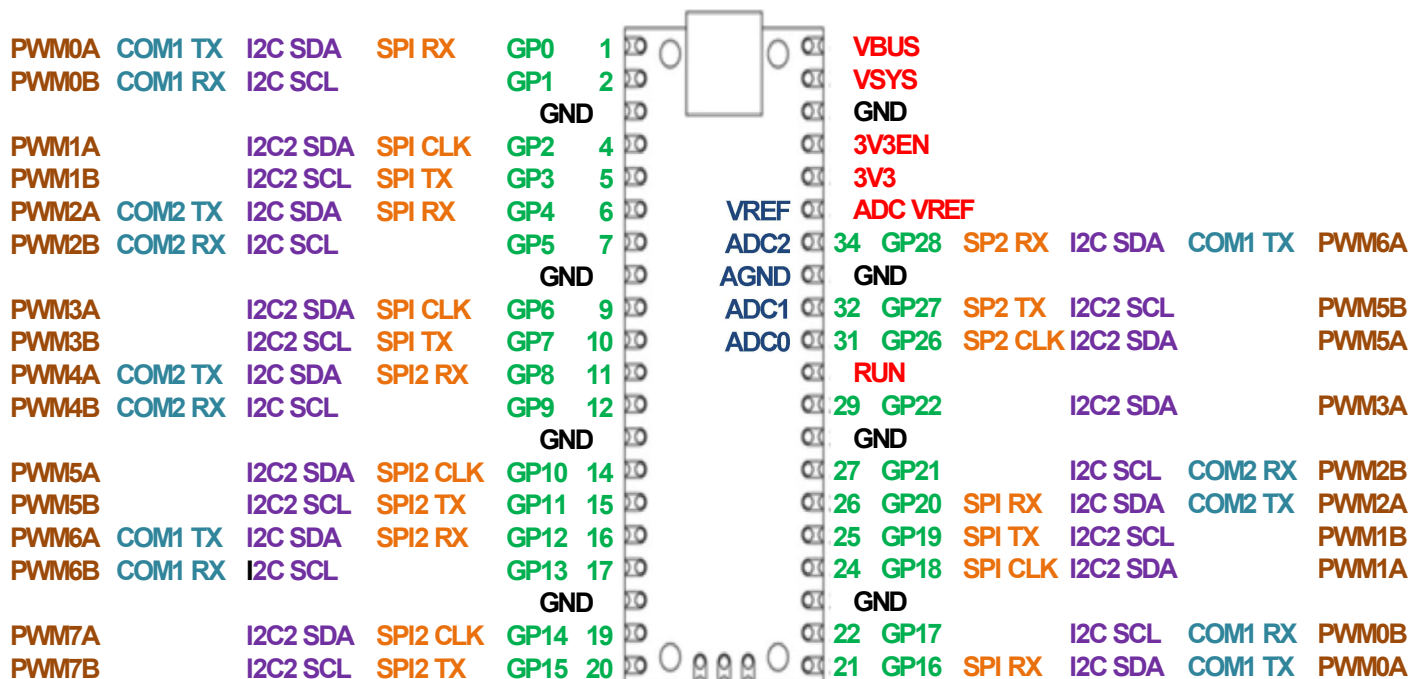 PWM0A COM1 TX I2C SDA SPI RX GP0 1 VBUS
PWM0B COM1 RX I2C SCL GP1 2 VSYS
GND GND
PWM1A I2C2 SDA SPI CLK GP2 4 3V3EN
PWM1B I2C2 SCL SPI TX GP3 5 3V3
PWM2A COM2 TX I2C SDA SPI RX GP4 6 VREF ADC VREF
PWM2B COM2 RX I2C SCL GP5 7 ADC2 34 GP28 SP2 RX I2C SDA COM1 TX PWM6A
GND AGND GND
PWM3A I2C2 SDA SPI CLK GP6 9 ADC1 32 GP27 SP2 TX I2C2 SCL PWM5B
PWM3B I2C2 SCL SPI TX GP7 10 ADC0 31 GP26 SP2 CLK I2C2 SDA PWM5A
PWM4A COM2 TX I2C SDA SPI2 RX GP8 11 RUN
PWM4B COM2 RX I2C SCL GP9 12 29 GP22 I2C2 SDA PWM3A
GND GND
PWM5A I2C2 SDA SPI2 CLK GP10 14 27 GP21 I2C SCL COM2 RX PWM2B
PWM5B I2C2 SCL SPI2 TX GP11 15 26 GP20 SPI RX I2C SDA COM2 TX PWM2A
PWM6A COM1 TX I2C SDA SPI2 RX GP12 16 25 GP19 SPI TX I2C2 SCL PWM1B
PWM6B COM1 RX I2C SCL GP13 17 24 GP18 SPI CLK I2C2 SDA PWM1A
GND GND
PWM7A I2C2 SDA SPI2 CLK GP14 19 22 GP17 I2C SCL COM1 RX PWM0B
PWM7B I2C2 SCL SPI2 TX GP15 20 21 GP16 SPI RX I2C SDA COM1 TX PWM0A